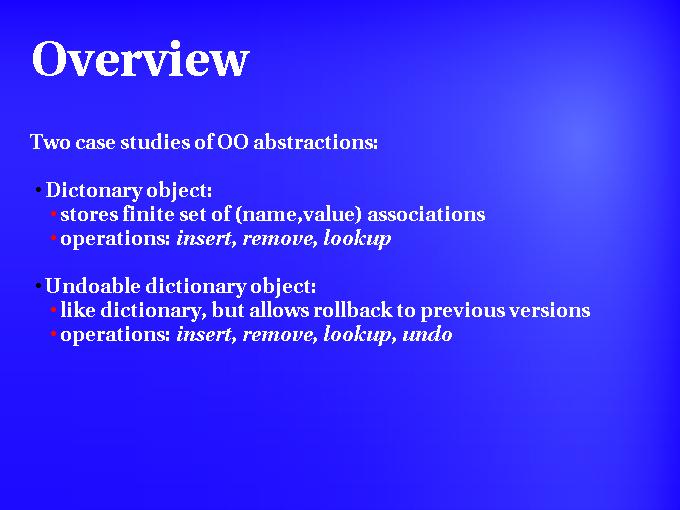 Overview
Two case studies of OO abstractions:
• Dictonary object:
• stores finite set of (name,value) associations
• operations: insert, remove, lookup
• Undoable dictionary object:
• like dictionary, but allows rollback to previous versions
• operations: insert, remove, lookup, undo